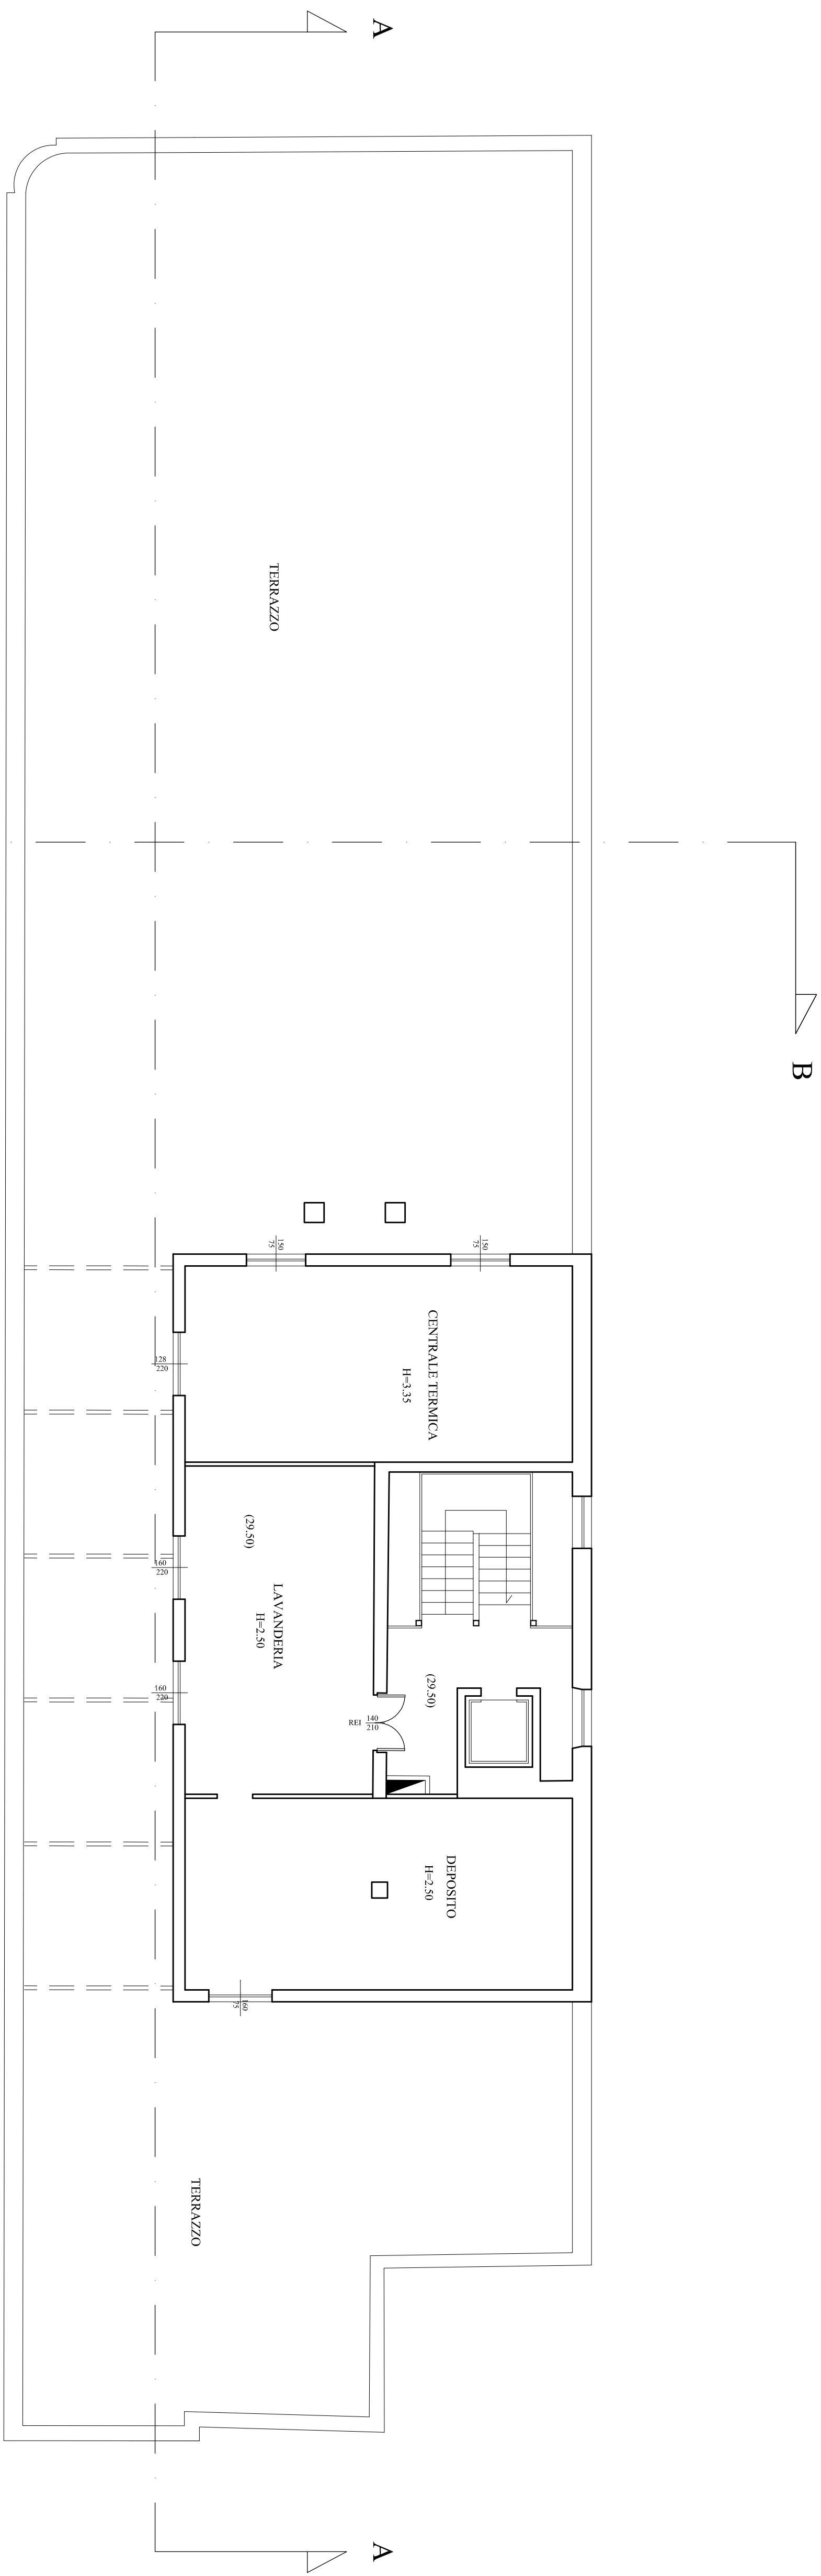 A
TERRAZZO
B
150
75
150
75
CENTRALE TERMICA
H=3.35
128
220
(29.50)
LAVANDERIA
H=2.50
160
220
160
220
(29.50)
REI
140
210
DEPOSITO
H=2.50
160
75
TERRAZZO
A